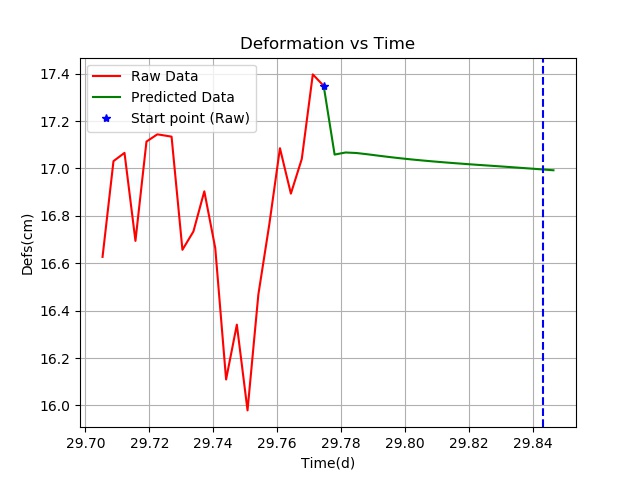 Deformation vs Time
Raw Data
Predicted Data
Start point (Raw)
17.4
17.2
17.0
16.8
16.6
16.4
16.2
16.0
Defs(cm)
29.70 29.72 29.74 29.76 29.78 29.80 29.82 29.84
Time(d)